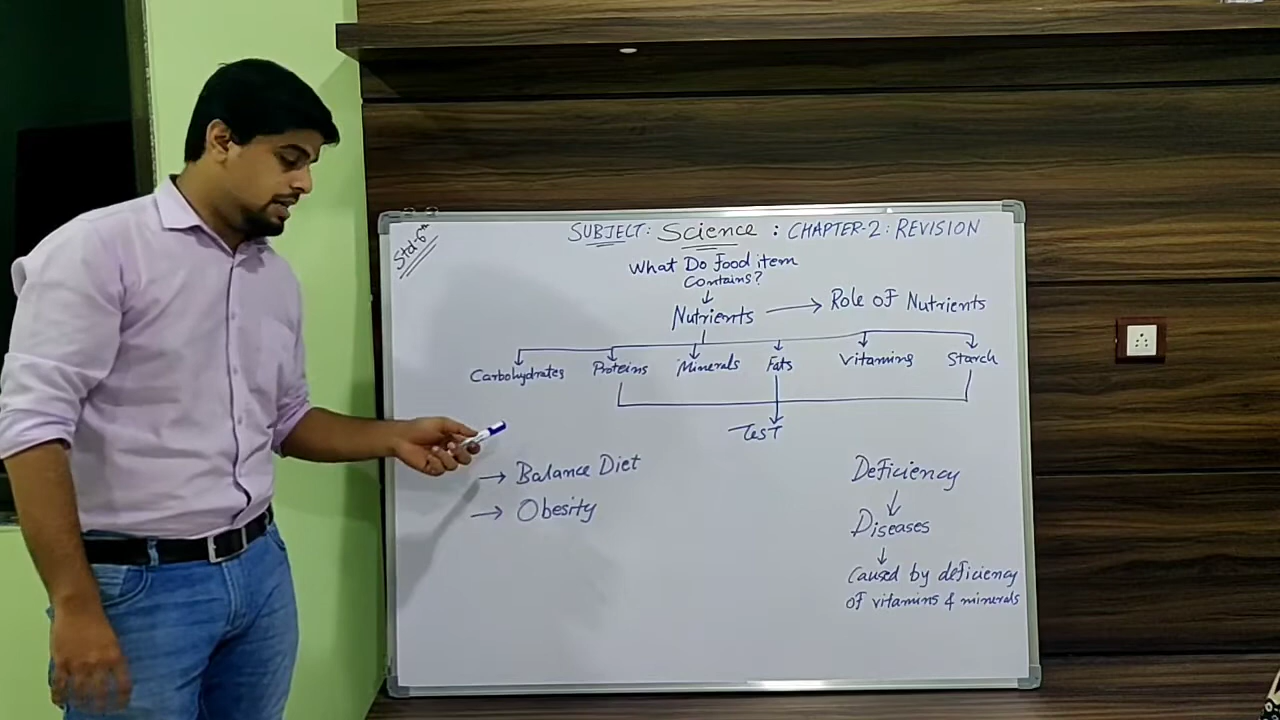 Std-6th
SUBJECT: Science : CHAPTER-2: REVISION
What Do Food item
Contains?
Nutrients → Role of Nutrients
Carbohydrates Proteins Minerals Fats Vitamins Starch
Test
→ Balance Diet
→ Obesity
Deficiency
Diseases
Caused by deficiency
of vitamins & minerals